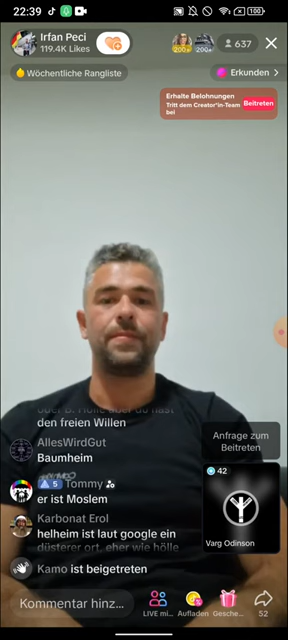 22:39
100
Irfan Peci
119.4K Likes
200+
200+
637
Wöchentliche Rangliste
Erkunden >
Erhalte Belohnungen
Tritt dem Creator*in-Team
bei
Beitreten
den freien Willen
AllesWirdGut
Baumheim
5 Tommy
er ist Moslem
Karbonat Erol
helheim ist laut google ein
düsterer ort, eher wie hölle
Kamo ist beigetreten
Anfrage zum
Beitreten
42
Varg Odinson
Kommentar hinz...
LIVE mi...
Aufladen
Gesche...
52